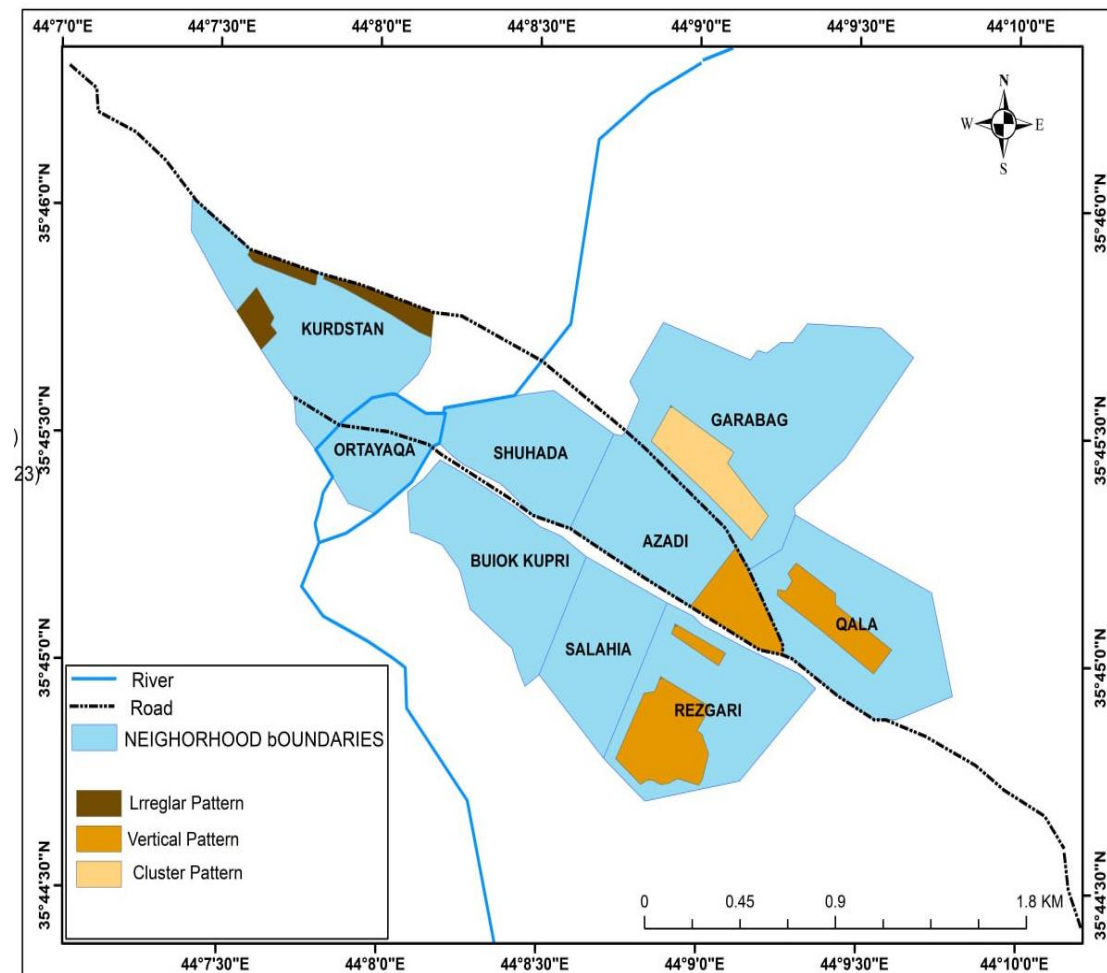 44°7'0"E 44°7'30"E 44°8'0"E 44°8'30"E 44°9'0"E 44°9'30"E 44°10'0"E
N
W E
S
35°46'0"N 35°46'0"N
KURDSTAN
GARABAG
35°45'30"N 35°45'30"N
)
ORTAYAQA
SHUHADA
23)
AZADI
BUIOK KUPRI
QALA
SALAHIA
35°45'0"N 35°45'0"N
REZGARI
River
Road
NEIGHORHOOD bOUNDARIES
Lrreglar Pattern
Vertical Pattern
Cluster Pattern
35°44'30"N 35°44'30"N
0 0.45 0.9 1.8 KM
44°7'30"E 44°8'0"E 44°8'30"E 44°9'0"E 44°9'30"E 44°10'0"E